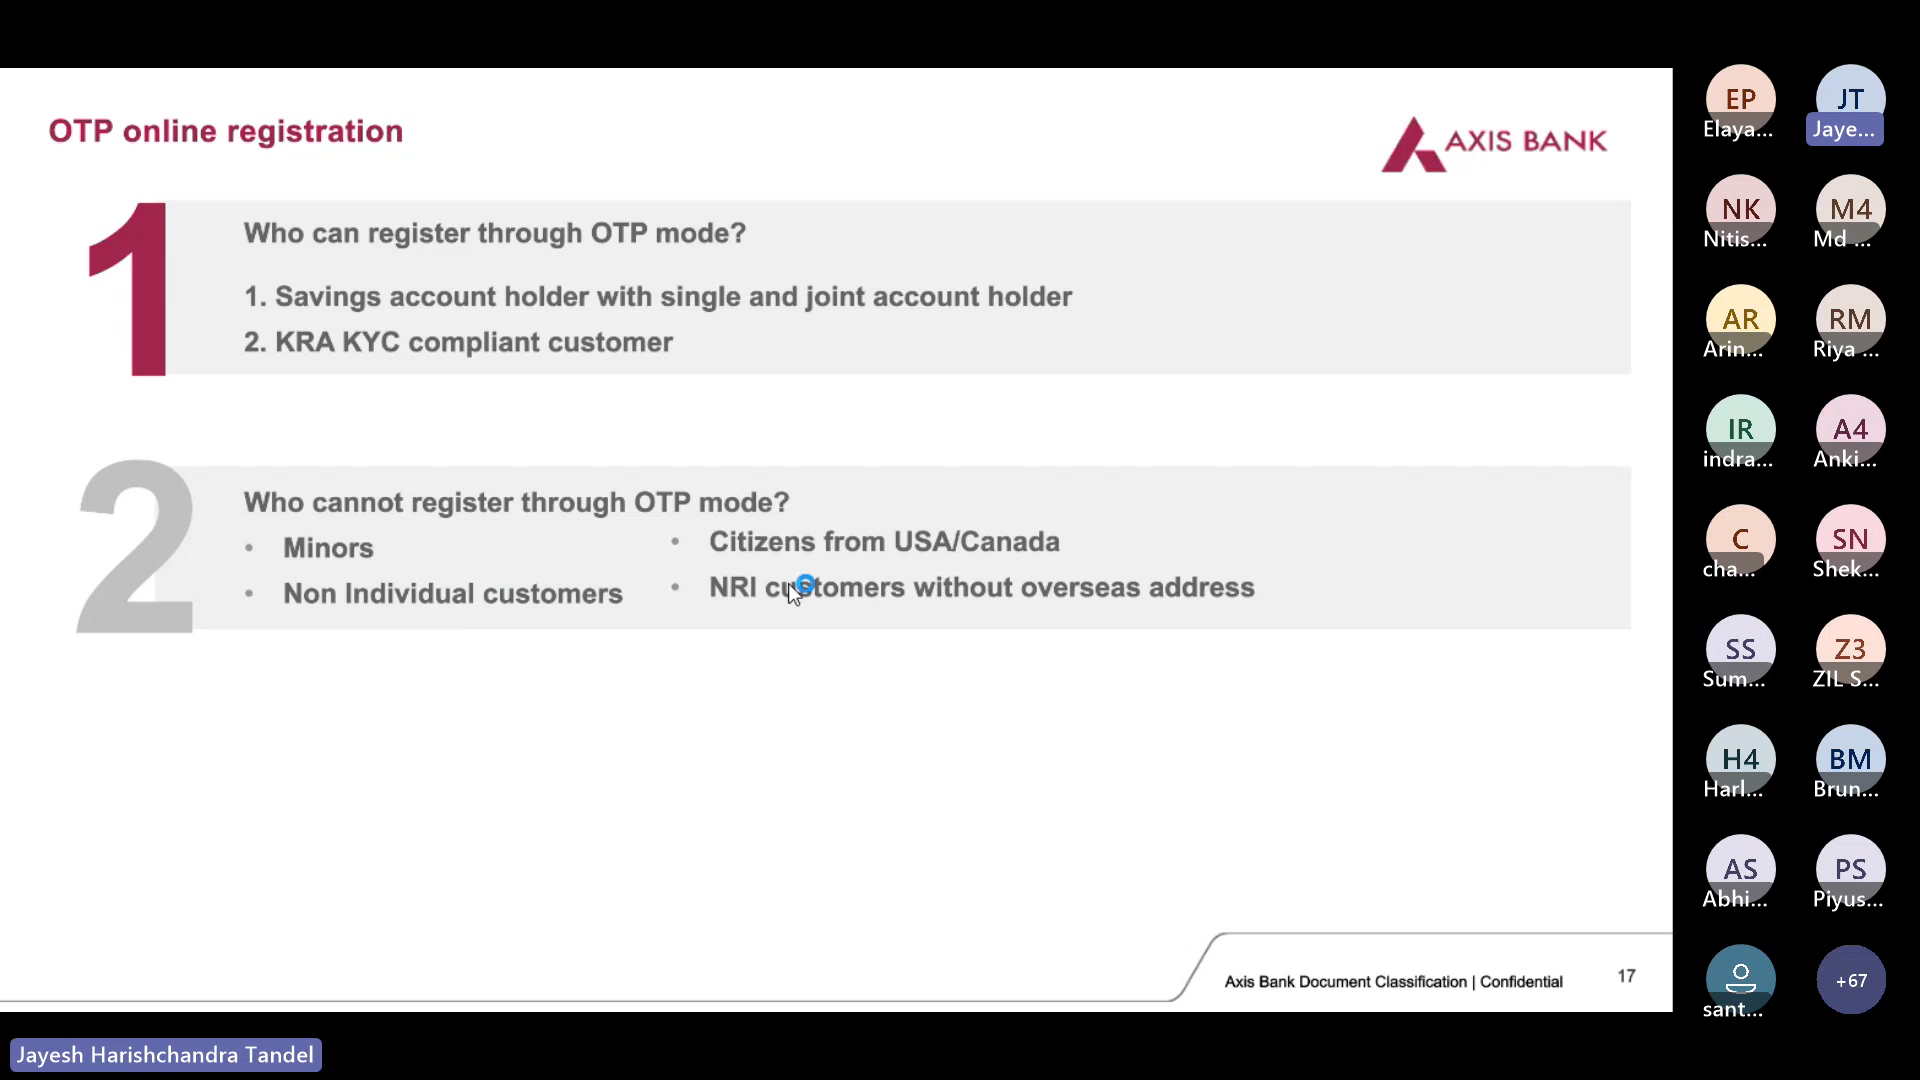 OTP online registration
AXIS BANK
1
Who can register through OTP mode?
1. Savings account holder with single and joint account holder
2. KRA KYC compliant customer
2
Who cannot register through OTP mode?
• Minors
• Non Individual customers
• Citizens from USA/Canada
• NRI customers without overseas address
Axis Bank Document Classification | Confidential
17
EP
Elaya...
JT
Jaye...
NK
Nitis...
M4
Md ...
AR
Arin...
RM
Riya ...
IR
indra...
A4
Anki...
C
cha...
SN
Shek...
SS
Sum...
Z3
ZIL S...
H4
Harl...
BM
Brun...
AS
Abhi...
PS
Piyus...
sant...
+67
Jayesh Harishchandra Tandel